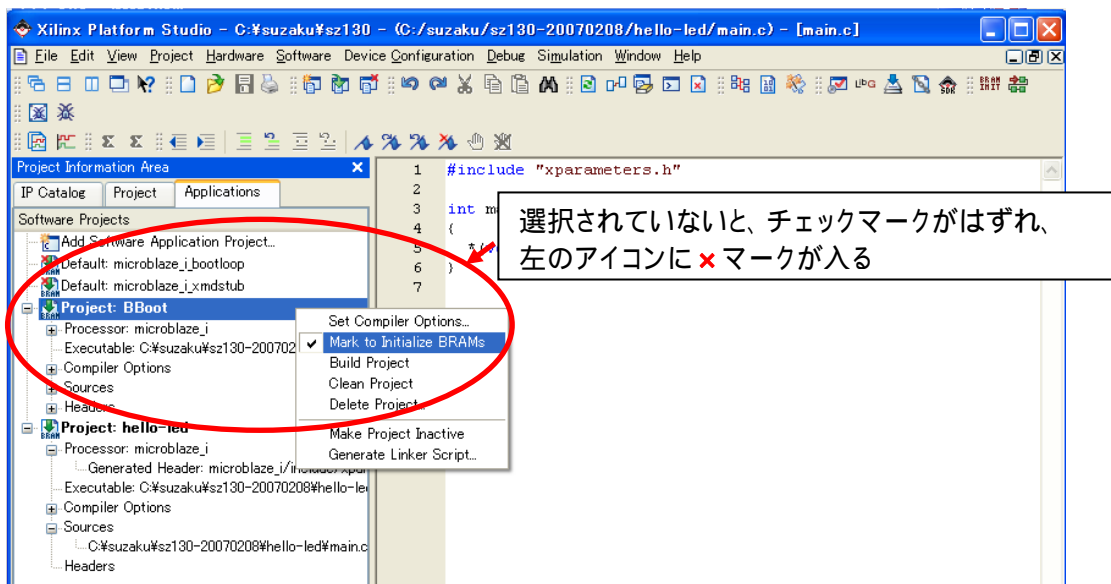 Xilinx Platform Studio - C:¥suzaku¥sz130 - (C:/suzaku/sz130-20070208/hello-led/main.c) - [main.c]
File Edit View Project Hardware Software Device Configuration Debug Simulation Window Help
Project Information Area
IP Catalog Project Applications
Software Projects
Add Software Application Project...
Default: microblaze_i_bootloop
Default: microblaze_i_xmdstub
Project: BBoot
Processor: microblaze_i
Executable: C:¥suzaku¥sz130-200702
Compiler Options
Sources
Headers
Project: hello-led
Processor: microblaze_i
Generated Header: microblaze_i/include/xpar
Executable: C:¥suzaku¥sz130-20070208¥hello-led
Compiler Options
Sources
C:¥suzaku¥sz130-20070208¥hello-led¥main.c
Headers
Set Compiler Options...
Mark to Initialize BRAMs
Build Project
Clean Project
Delete Project...
Make Project Inactive
Generate Linker Script...
1 #include "xparameters.h"
2
3 int m
4 {
5
6 }
7
選択されていないと、チェックマークがはずれ、
左のアイコンに×マークが入る